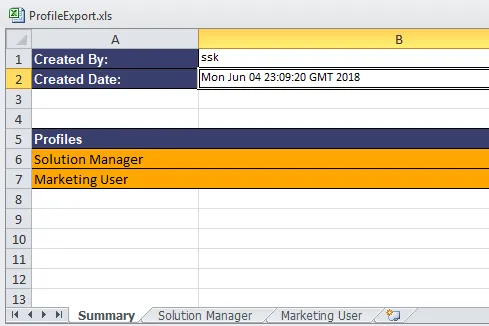 ProfileExport.xls
A B
1 Created By: ssk
2 Created Date: Mon Jun 04 23:09:20 GMT 2018
3
4
5 Profiles
6 Solution Manager
7 Marketing User
8
9
10
11
12
13
Summary Solution Manager Marketing User